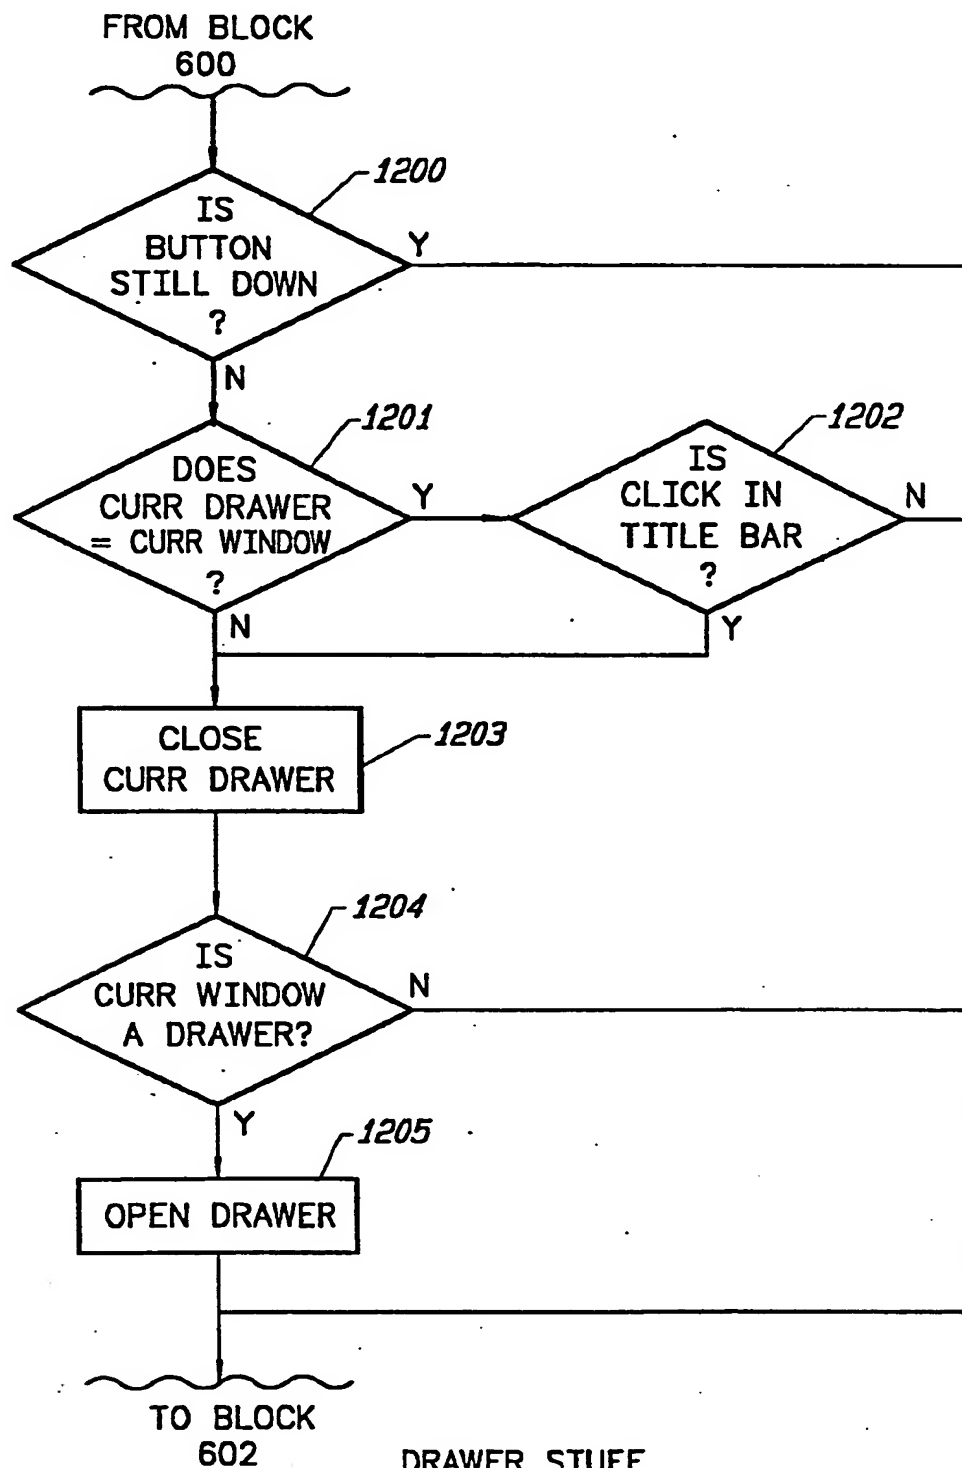 FROM BLOCK
600
1200
IS
BUTTON
STILL DOWN
?
Y
N
1201
DOES
CURR DRAWER
= CURR WINDOW
?
Y
N
1202
IS
CLICK IN
TITLE BAR
?
N
Y
CLOSE
CURR DRAWER
1203
1204
IS
CURR WINDOW
A DRAWER?
N
Y
1205
OPEN DRAWER
TO BLOCK
602
DRAWER STUFF